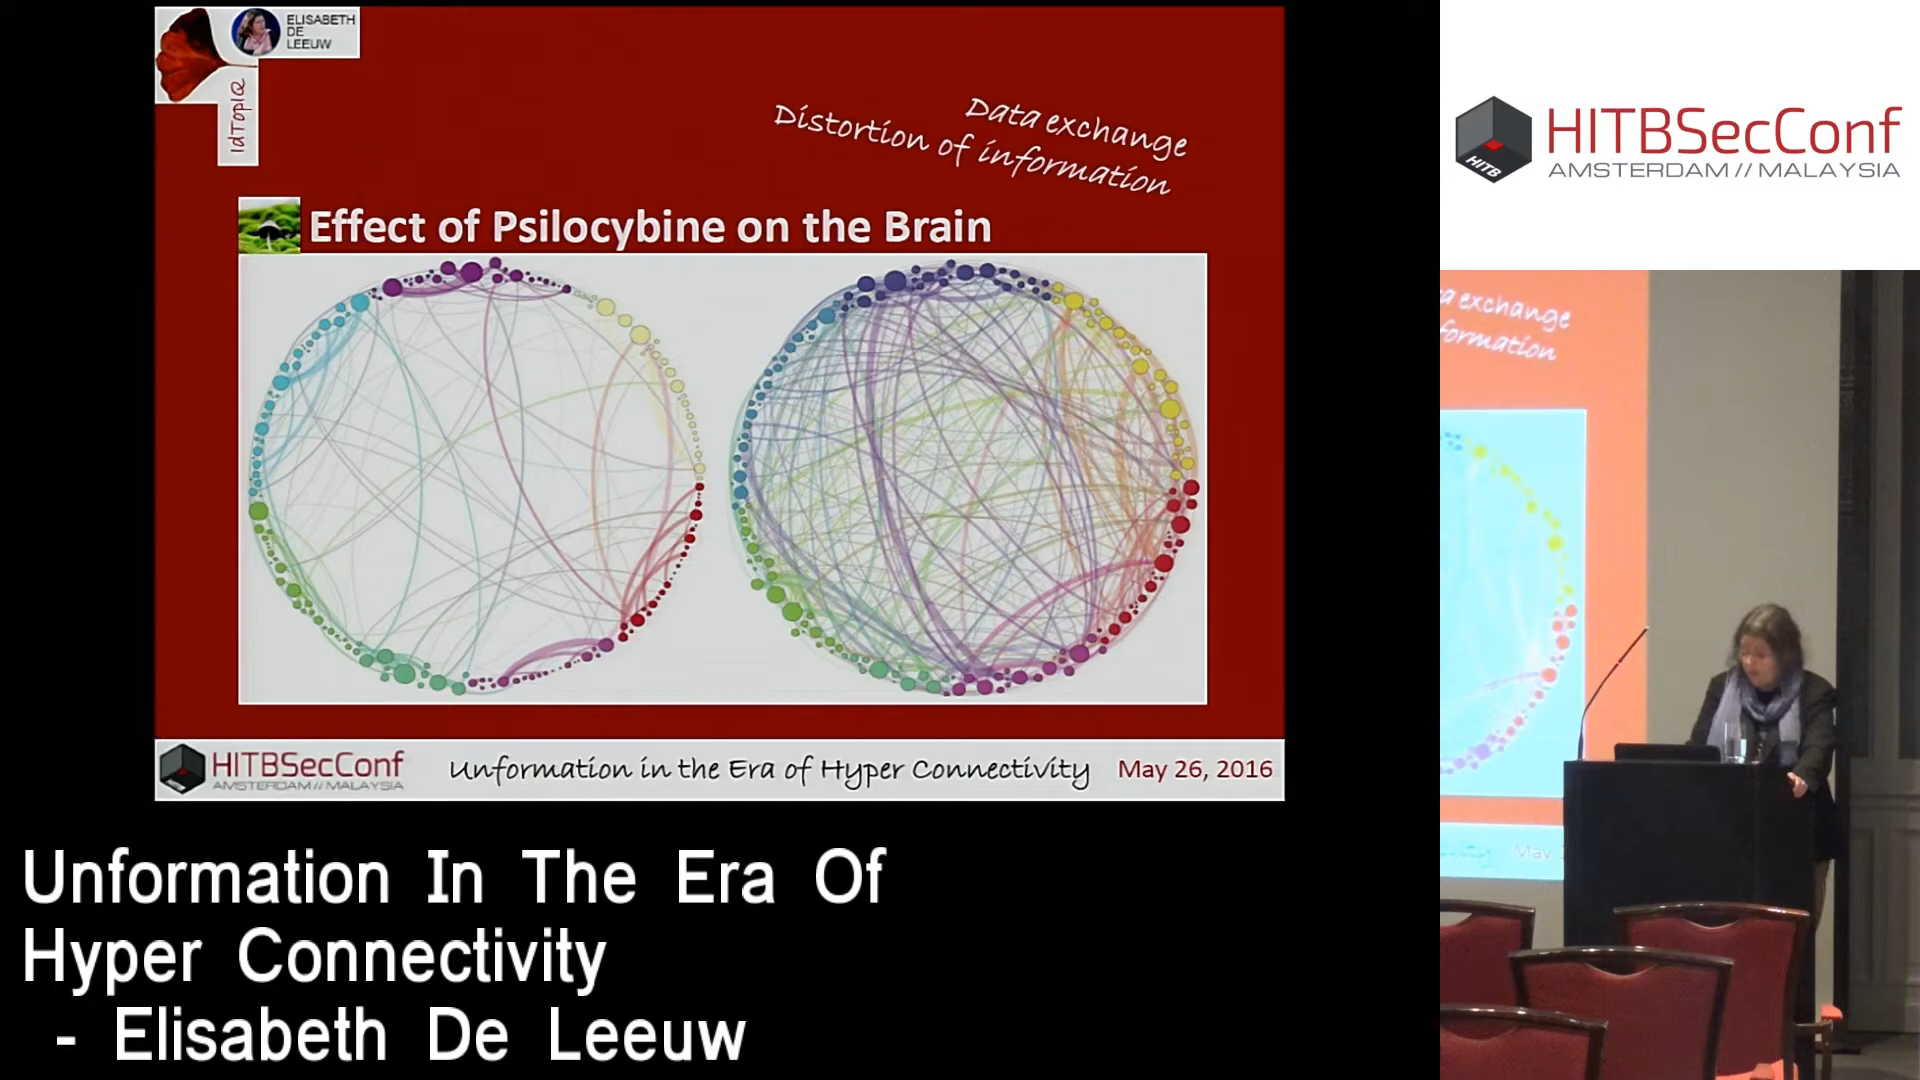 ELISABETH
DE
LEEUW
IdTopIQ
Data exchange
Distortion of information
Effect of Psilocybine on the Brain
HITBSecConf
AMSTERDAM // MALAYSIA
Unformation in the Era of Hyper Connectivity
May 26, 2016
Unformation In The Era Of
Hyper Connectivity
- Elisabeth De Leeuw
HITB
HITBSecConf
AMSTERDAM // MALAYSIA
a exchange
formation
May